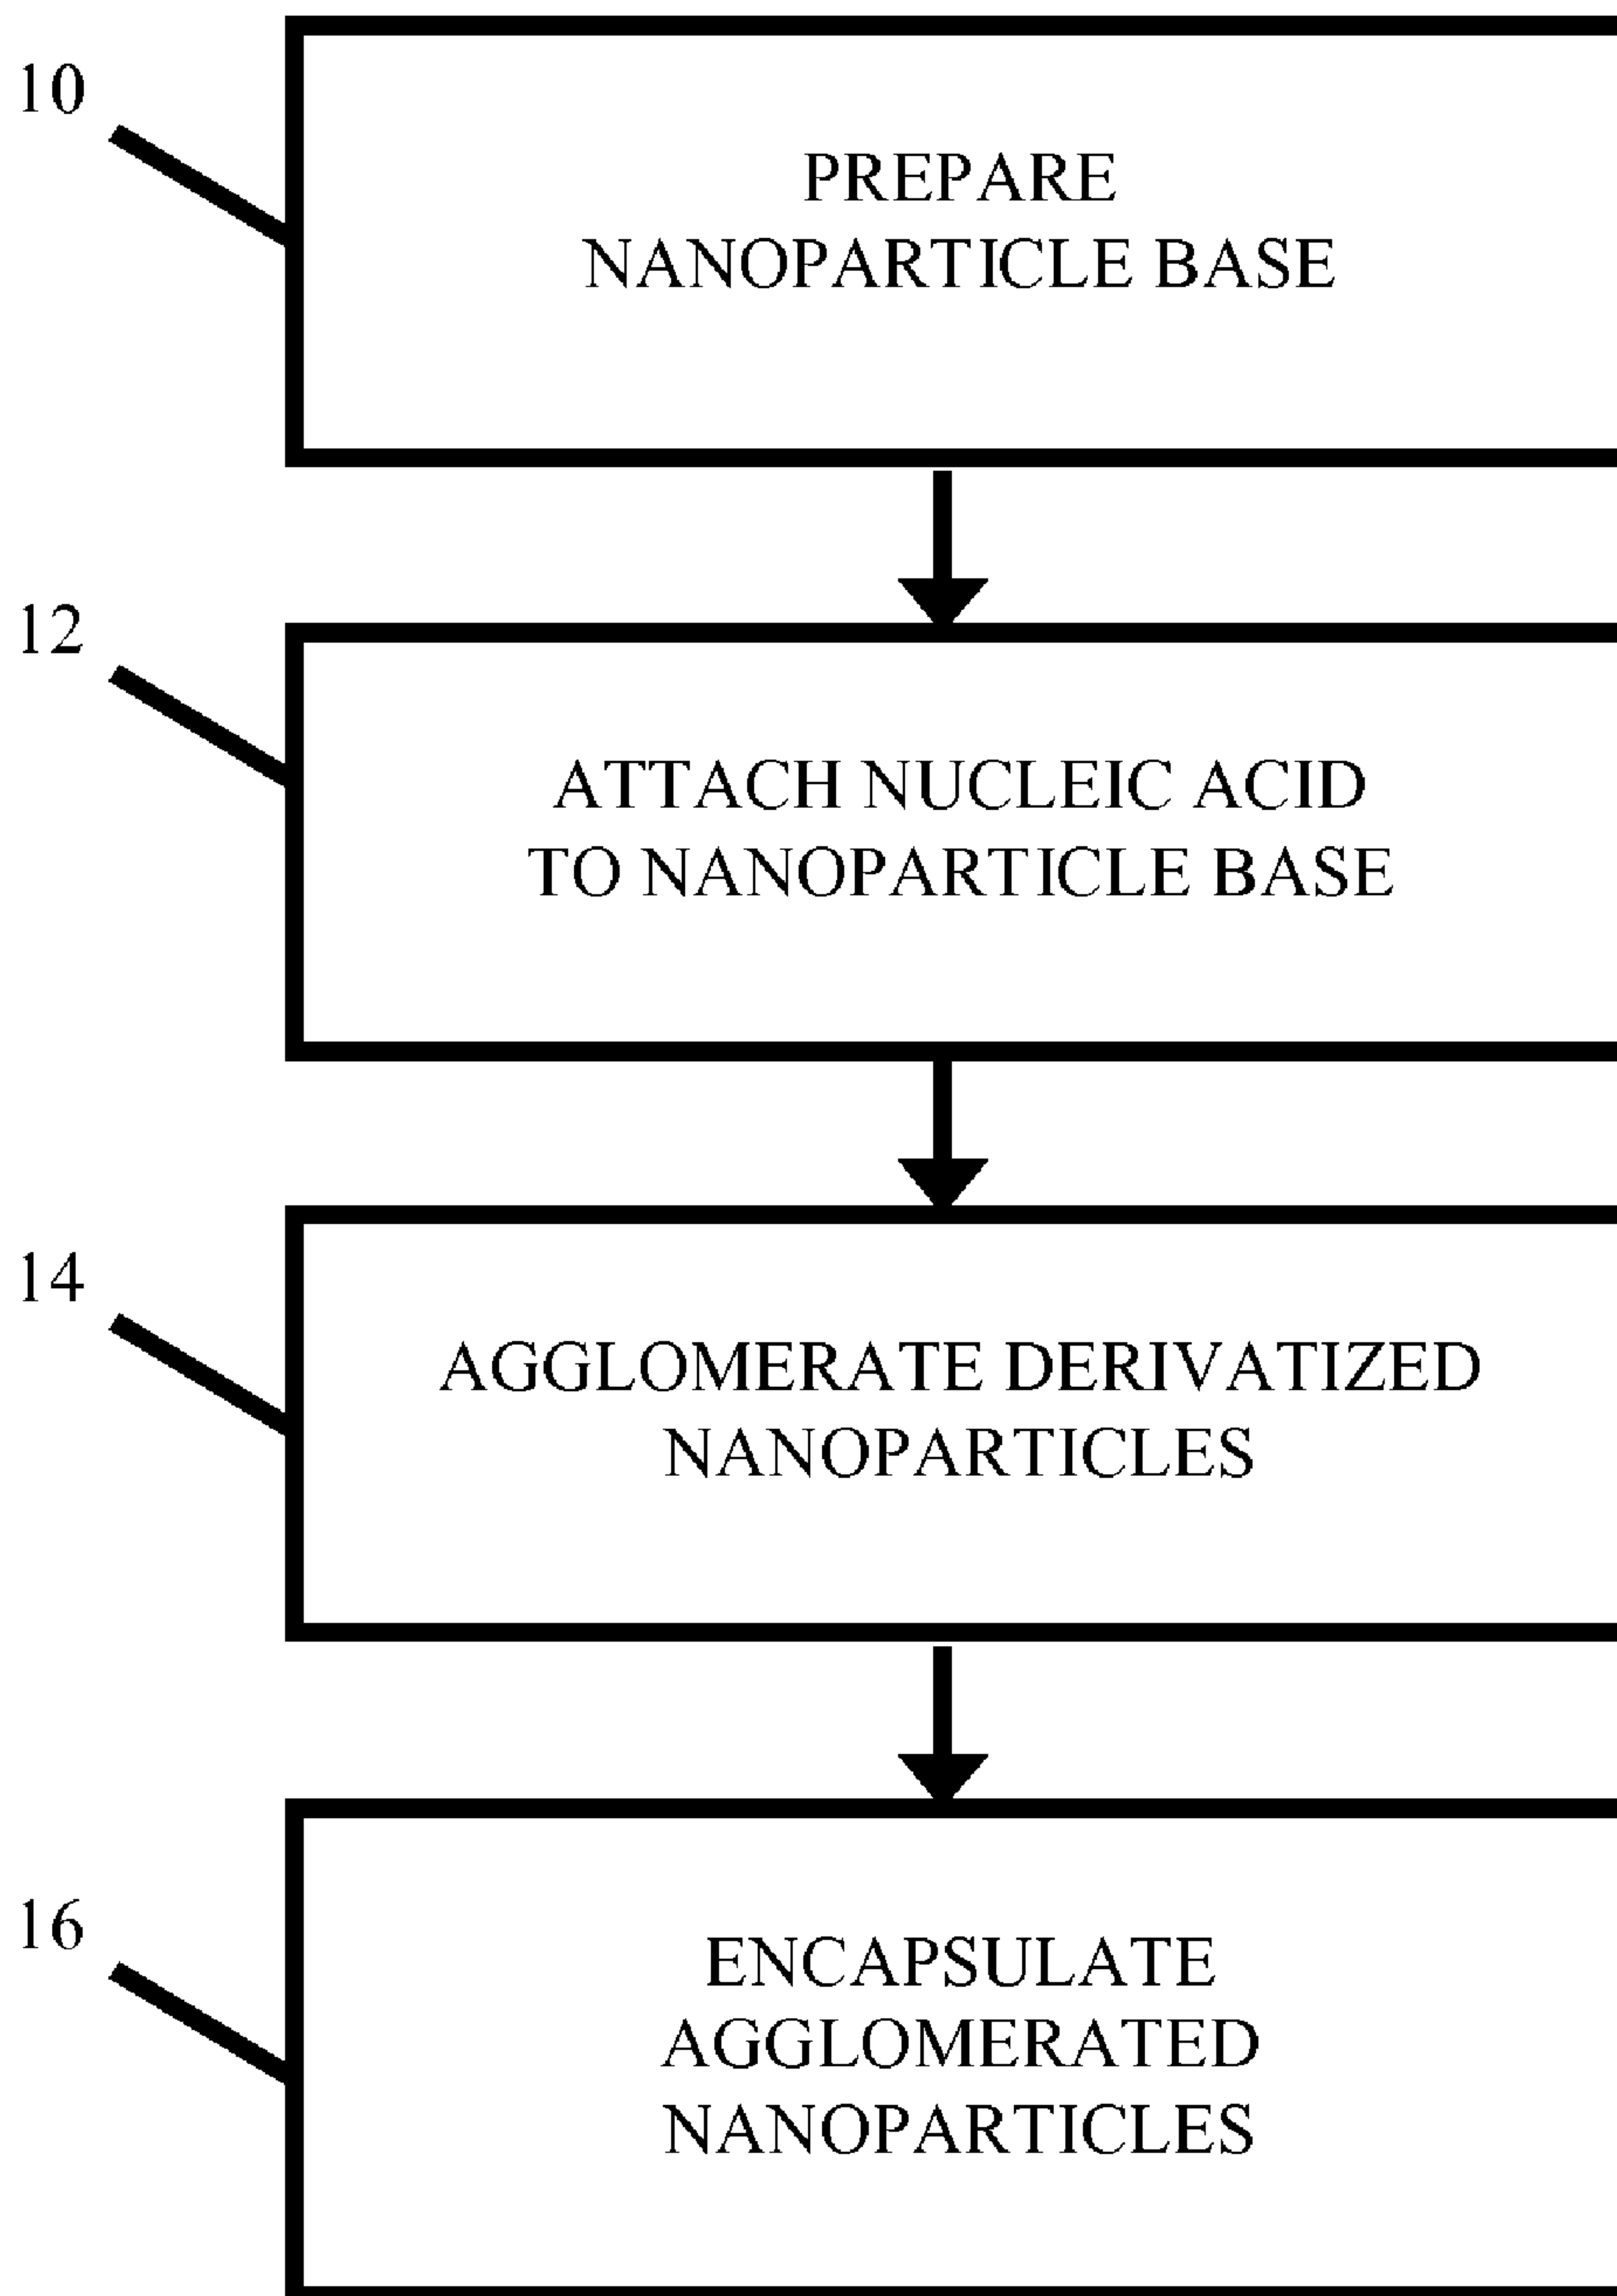 10
PREPARE
NANOPARTICLE BASE
12
ATTACH NUCLEIC ACID
TO NANOPARTICLE BASE
14
AGGLOMERATE DERIVATIZED
NANOPARTICLES
16
ENCAPSULATE
AGGLOMERATED
NANOPARTICLES